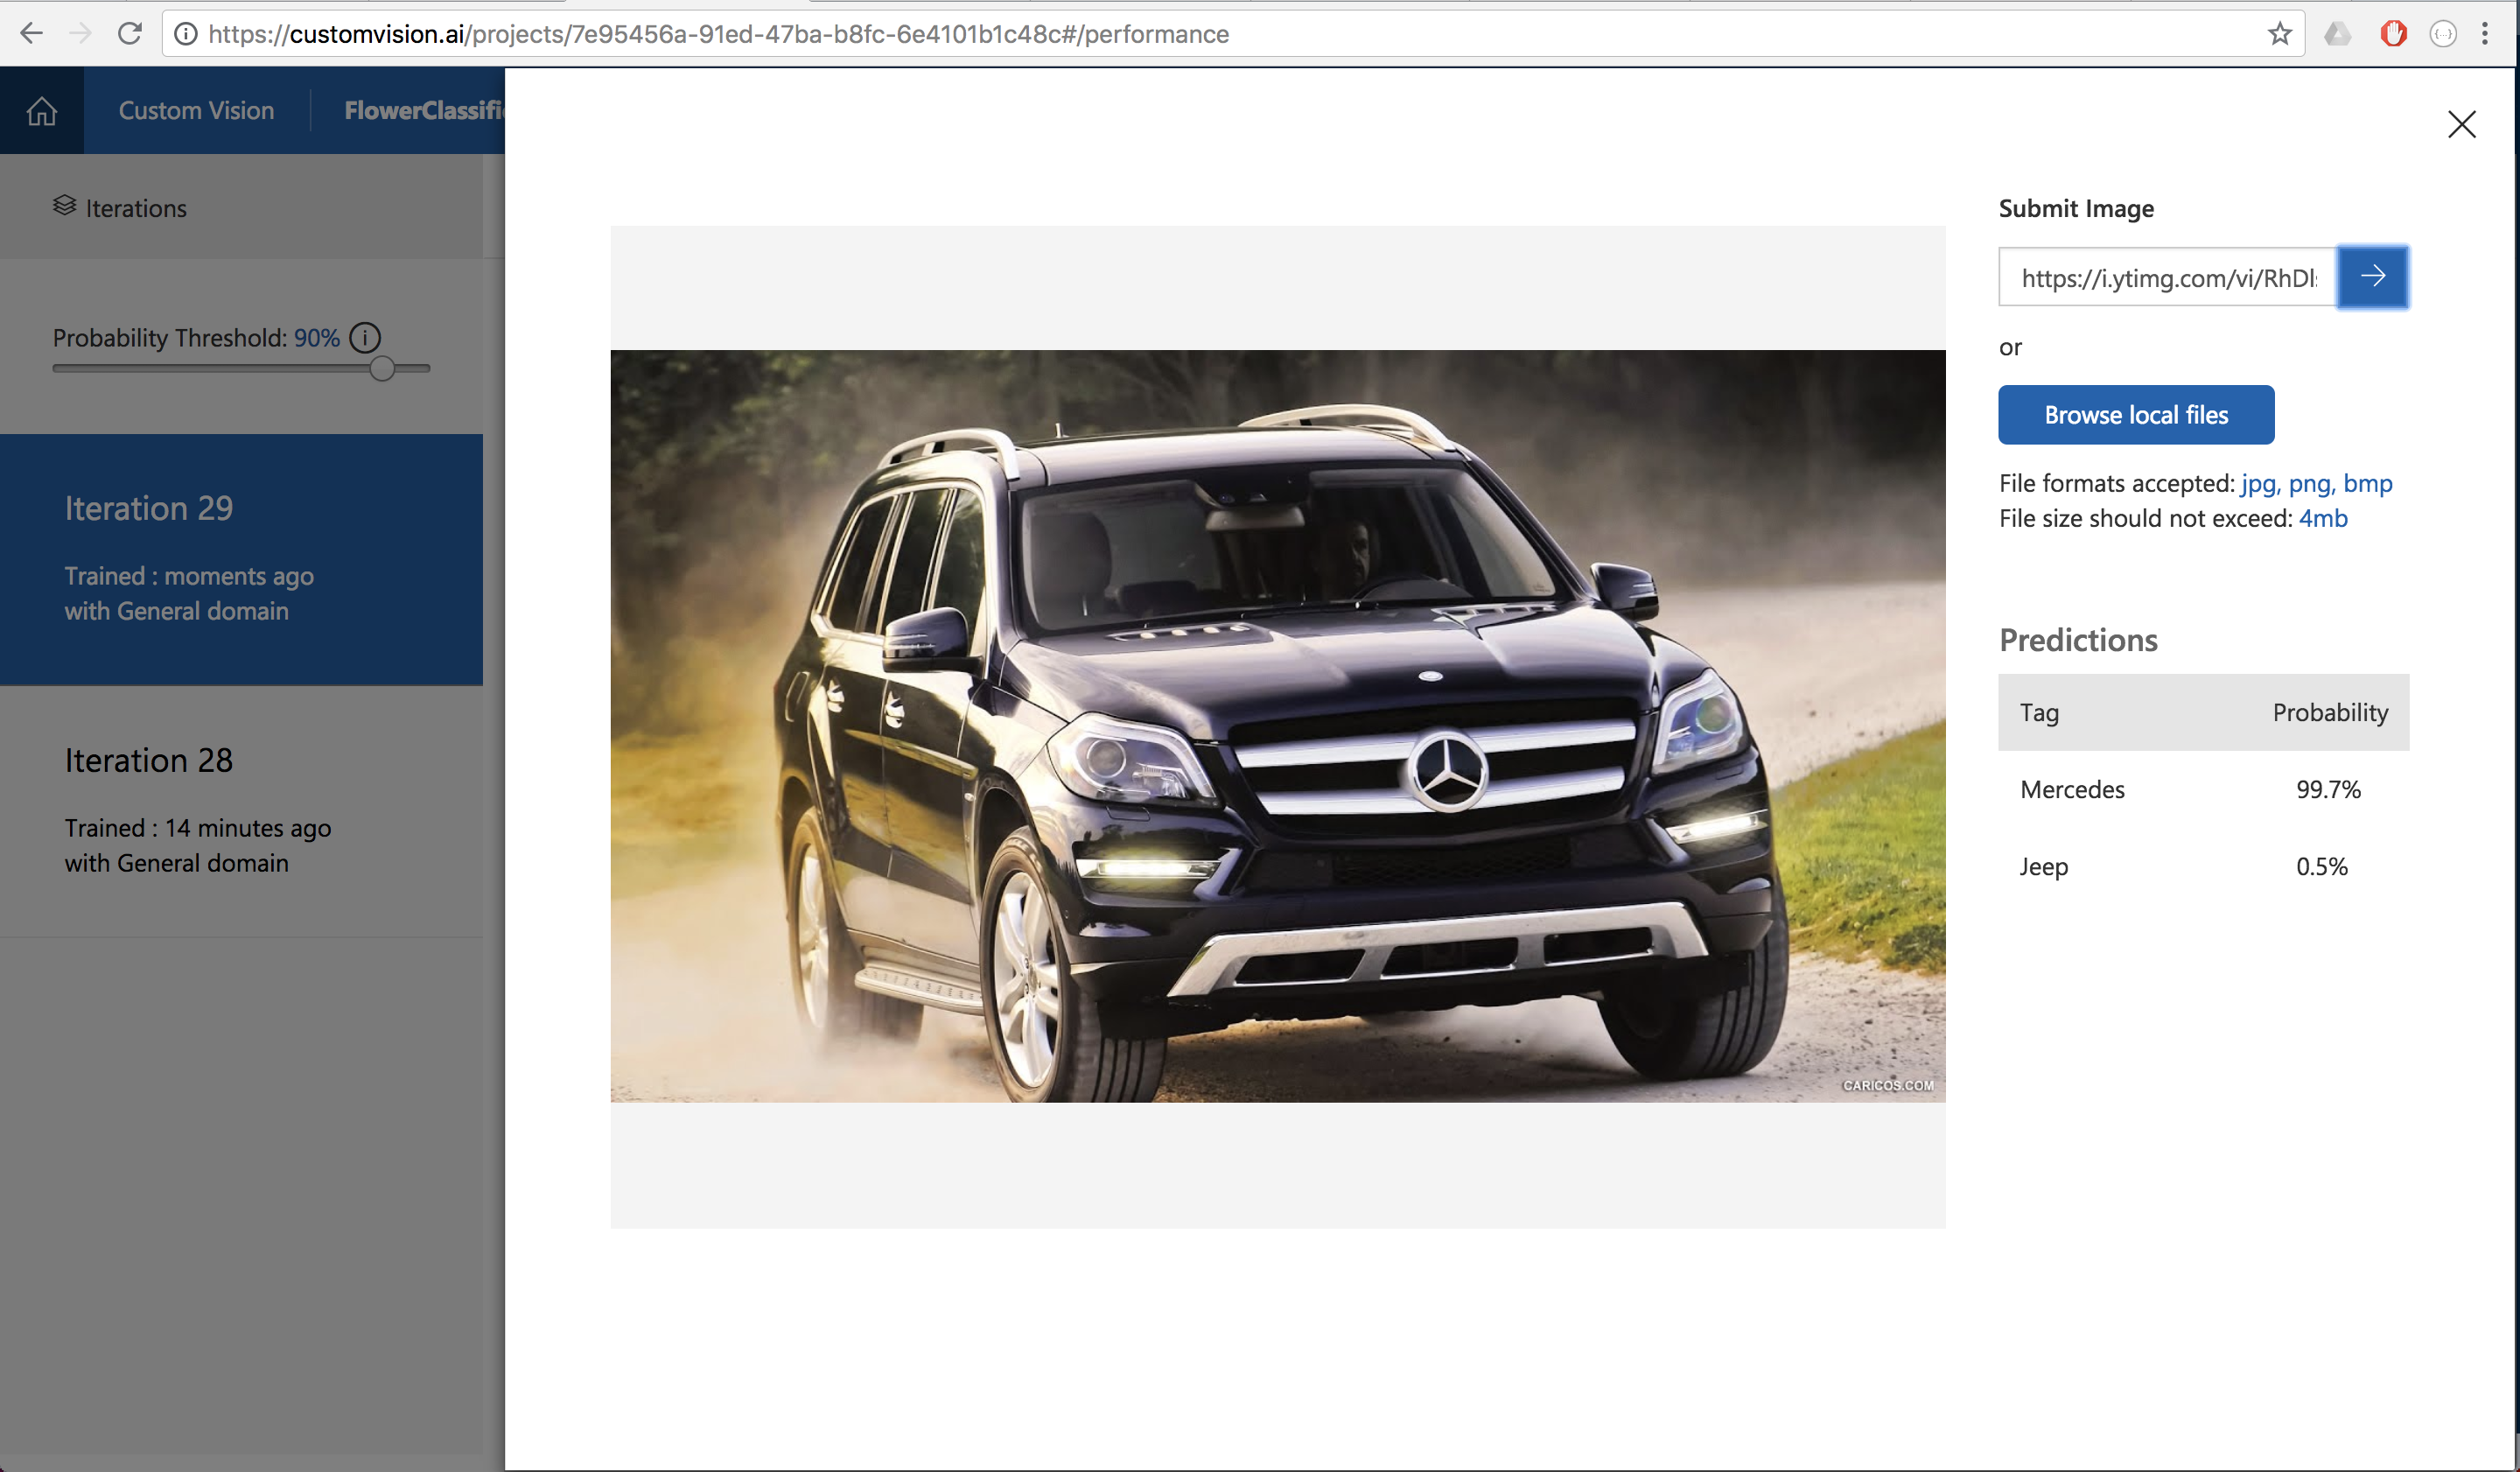 https://customvision.ai/projects/7e95456a-91ed-47ba-b8fc-6e4101b1c48c#/performance
Custom Vision
FlowerClassifi
Iterations
Probability Threshold: 90%
Iteration 29
Trained : moments ago
with General domain
Iteration 28
Trained : 14 minutes ago
with General domain
CARICOS.COM
Submit Image
https://i.ytimg.com/vi/RhDl
or
Browse local files
File formats accepted: jpg, png, bmp
File size should not exceed: 4mb
Predictions
Tag Probability
Mercedes 99.7%
Jeep 0.5%